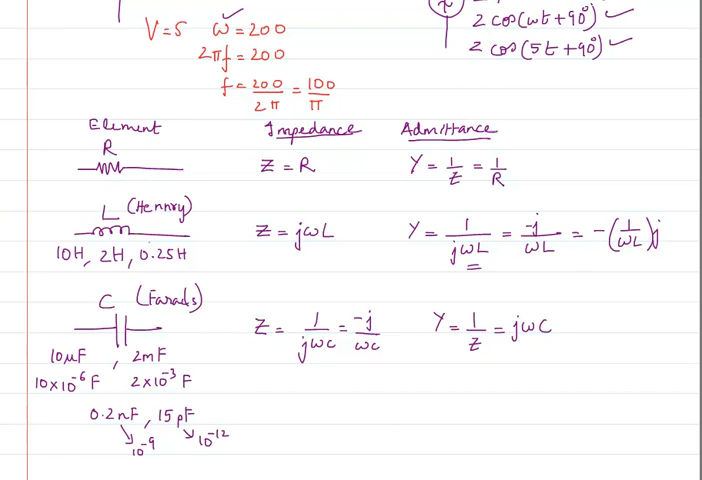 V=5 ω=200 ✓
2 cos(ωt+90°) ✓
2πf=200
2 cos(5t+90°) ✓
f = 200/2π = 100/π
Element Impedance Admittance
R
Z = R Y = 1/Z = 1/R
L (Hennry)
Z = jωL Y = 1/jωL = -j/ωL = -(1/ωL)j
10H, 2H, 0.25H
C (Farads)
Z = 1/jωc = -j/ωc Y = 1/Z = jωC
10μF , 2mF
10×10⁻⁶ F 2×10⁻³ F
0.2nF, 15pF
10⁻⁹ 10⁻¹²